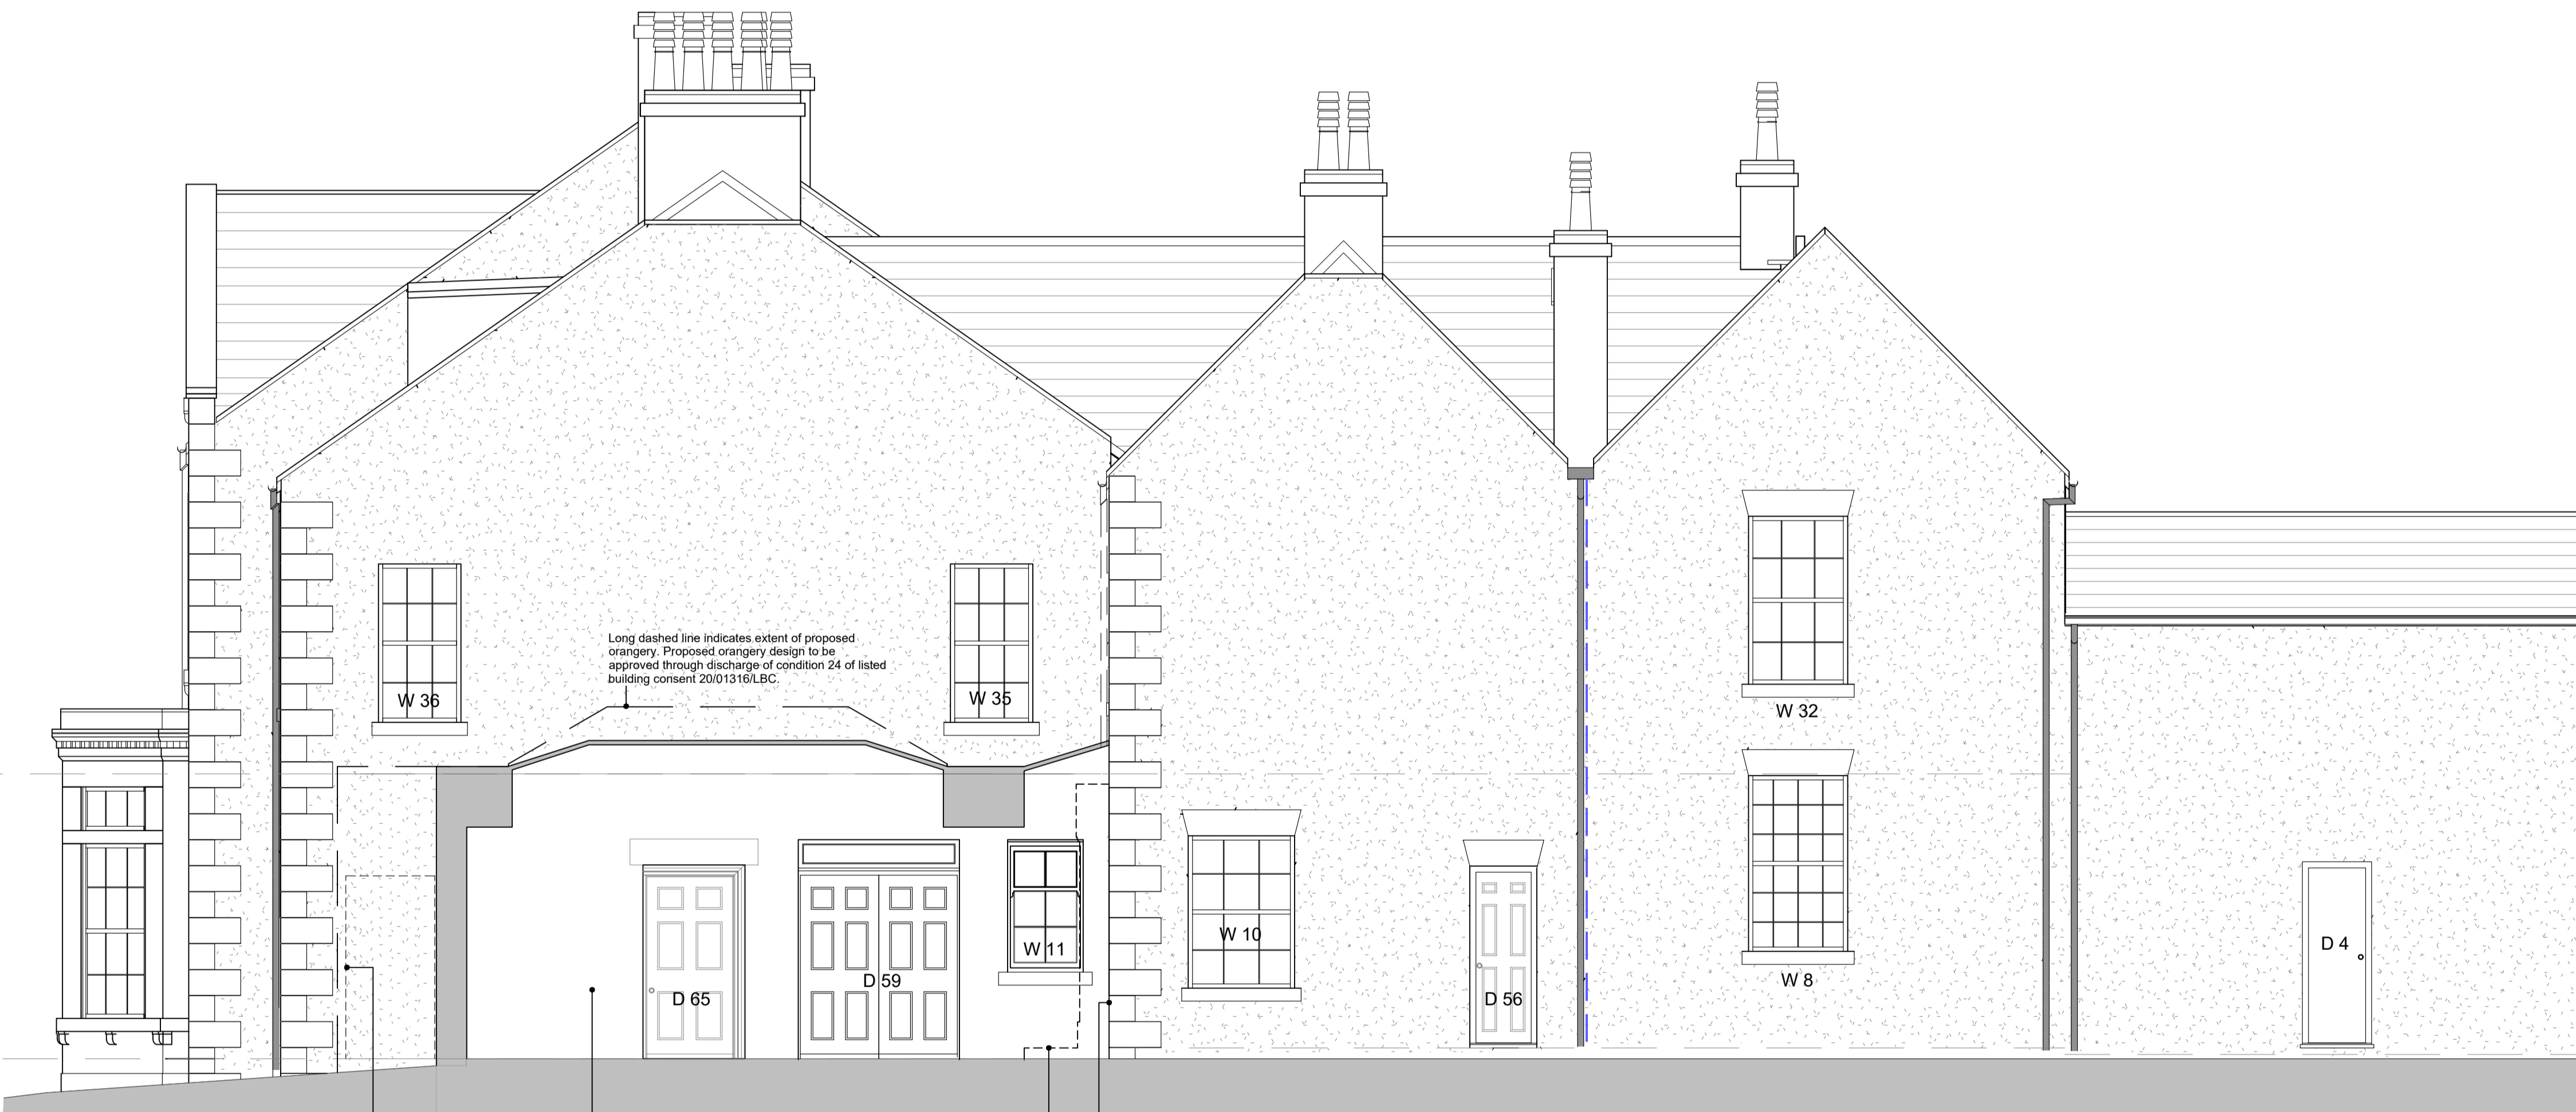 Long dashed line indicates extent of proposed
orangery. Proposed orangery design to be
approved through discharge of condition 24 of listed
building consent 20/01316/LBC.
W 36
W 35
W 32
W 10
W 11
D 4
D 59
W 8
D 65
D 56